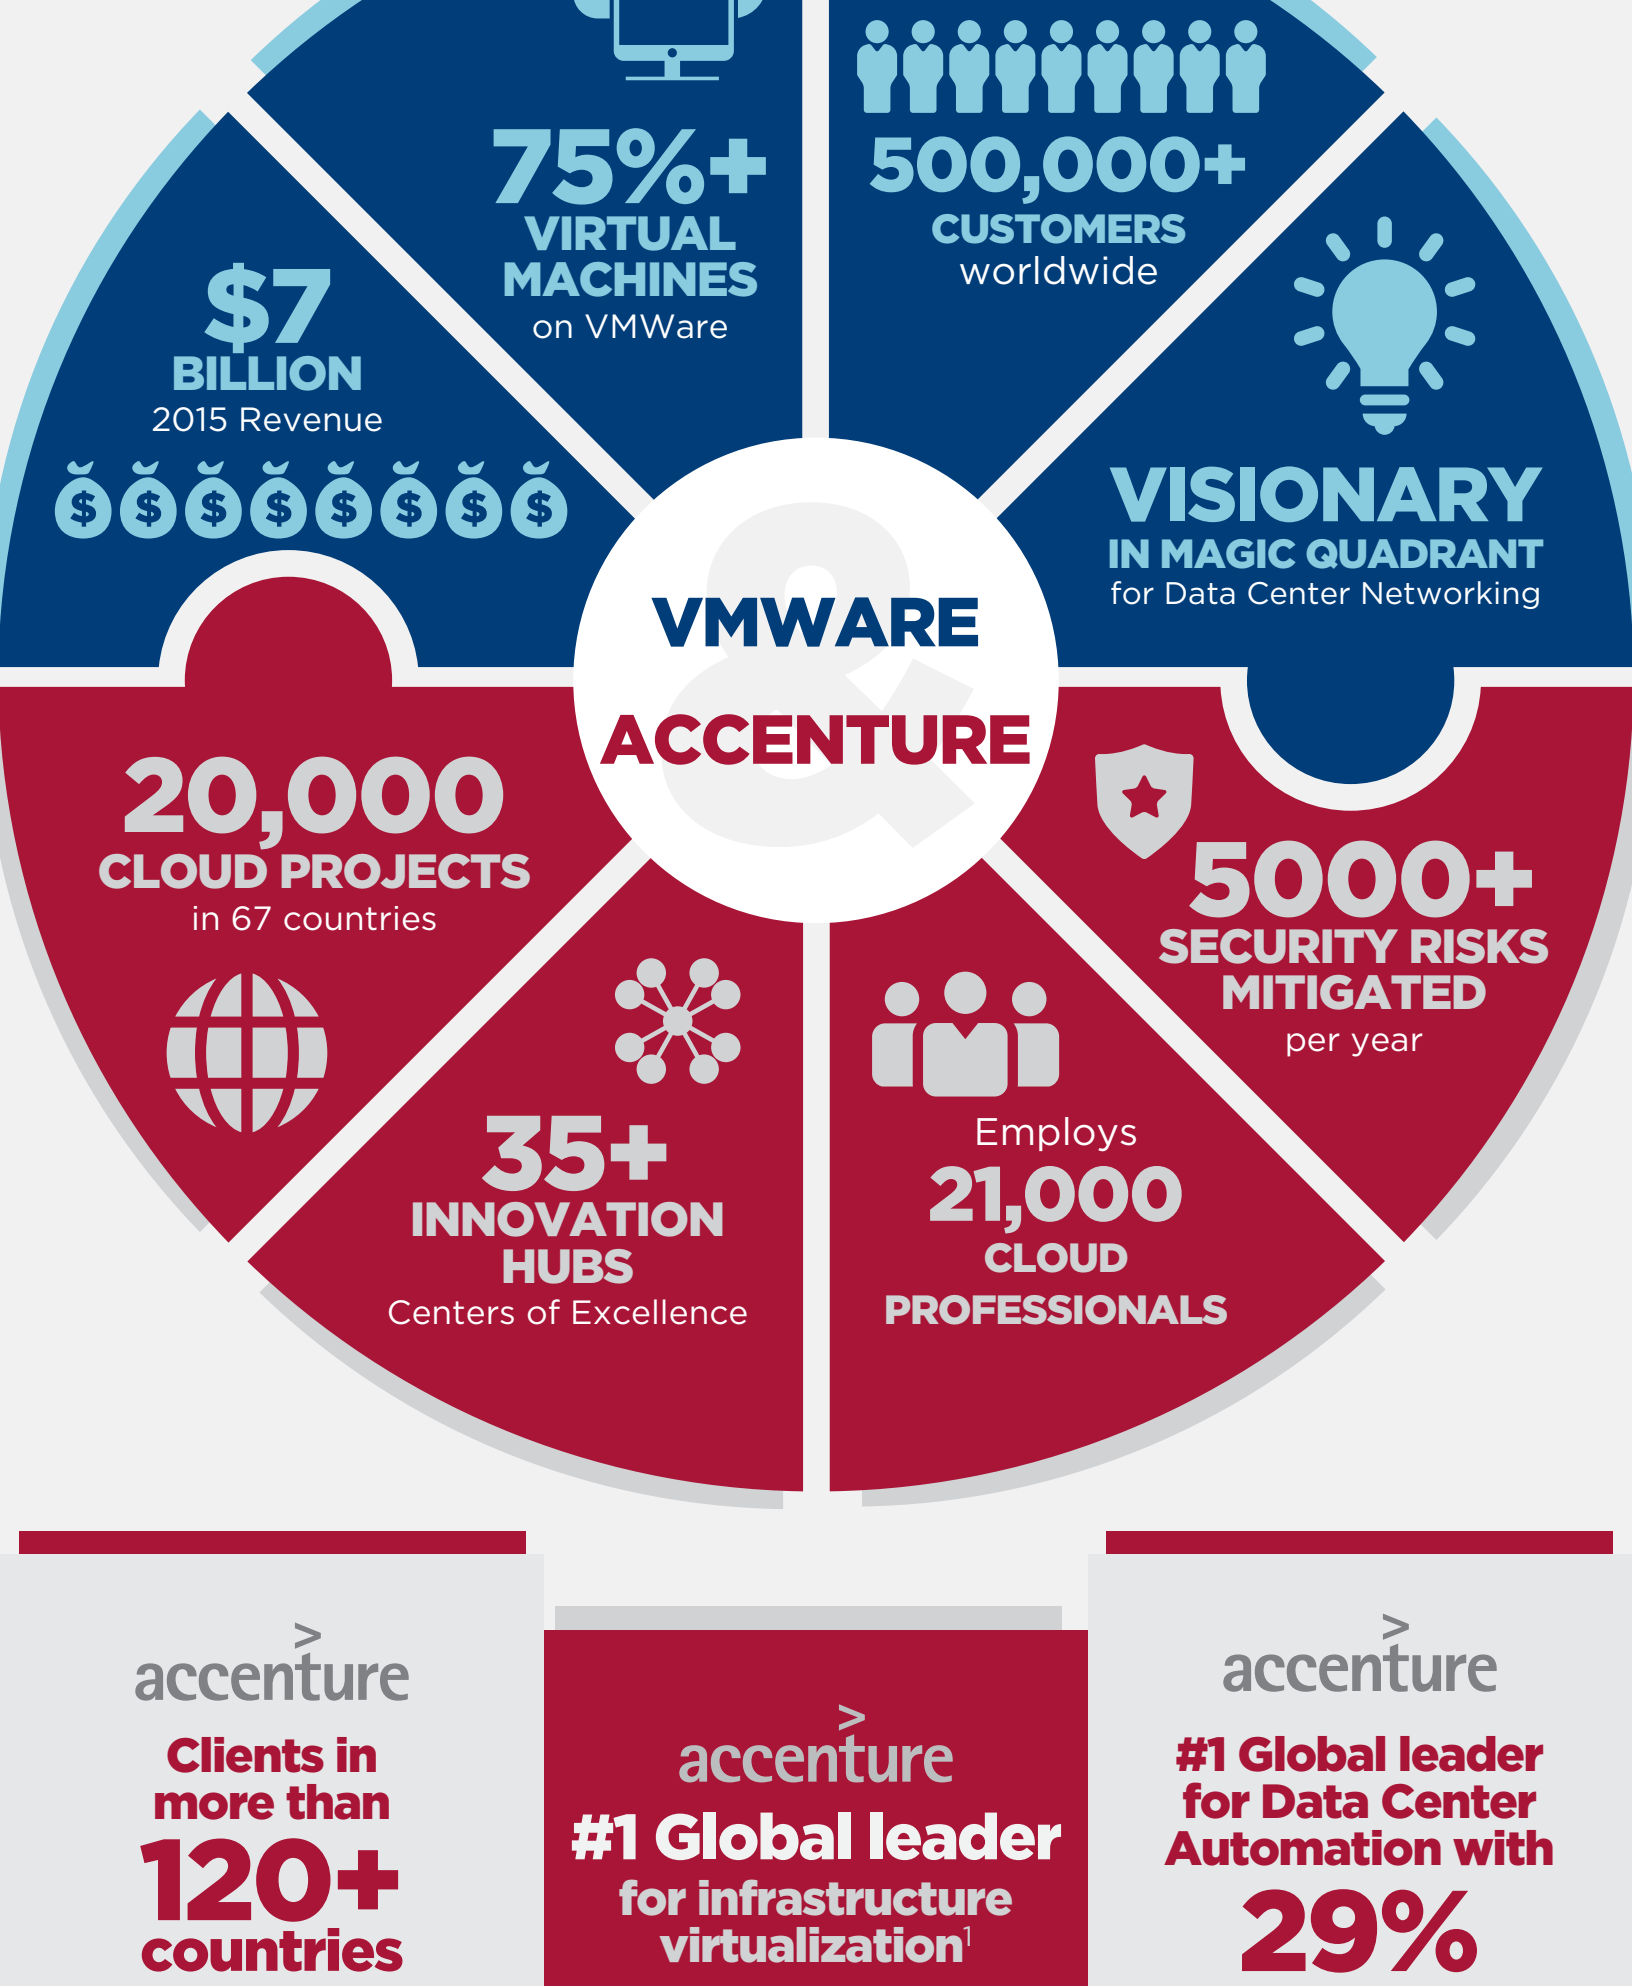 75%+
VIRTUAL
MACHINES
on VMWare
500,000+
CUSTOMERS
worldwide
$7
BILLION
2015 Revenue
$ $ $ $ $ $ $ $
VISIONARY
IN MAGIC QUADRANT
for Data Center Networking
&
VMWARE
ACCENTURE
20,000
CLOUD PROJECTS
in 67 countries
35+
INNOVATION
HUBS
Centers of Excellence
Employs
21,000
CLOUD
PROFESSIONALS
5000+
SECURITY RISKS
MITIGATED
per year
>
accenture
Clients in
more than
120+
countries
>
accenture
#1 Global leader
for infrastructure
virtualization1
>
accenture
#1 Global leader
for Data Center
Automation with
29%